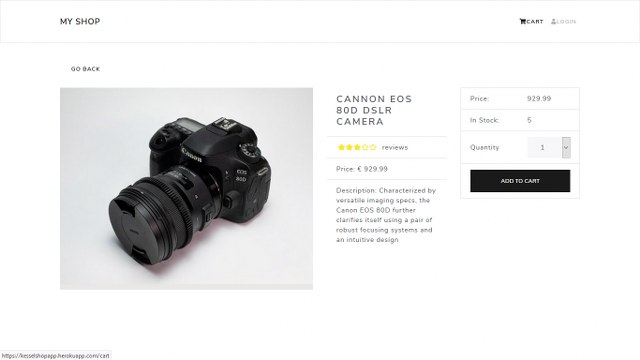 MY SHOP
CART
LOGIN
GO BACK
Canon
EOS
80D
CANNON EOS
80D DSLR
CAMERA
reviews
Price: € 929.99
Description: Characterized by
versatile imaging specs, the
Canon EOS 80D further
clarifies itself using a pair of
robust focusing systems and
an intuitive design
Price: 929.99
In Stock: 5
Quantity 1
ADD TO CART
https://kesselshopapp.herokuapp.com/cart